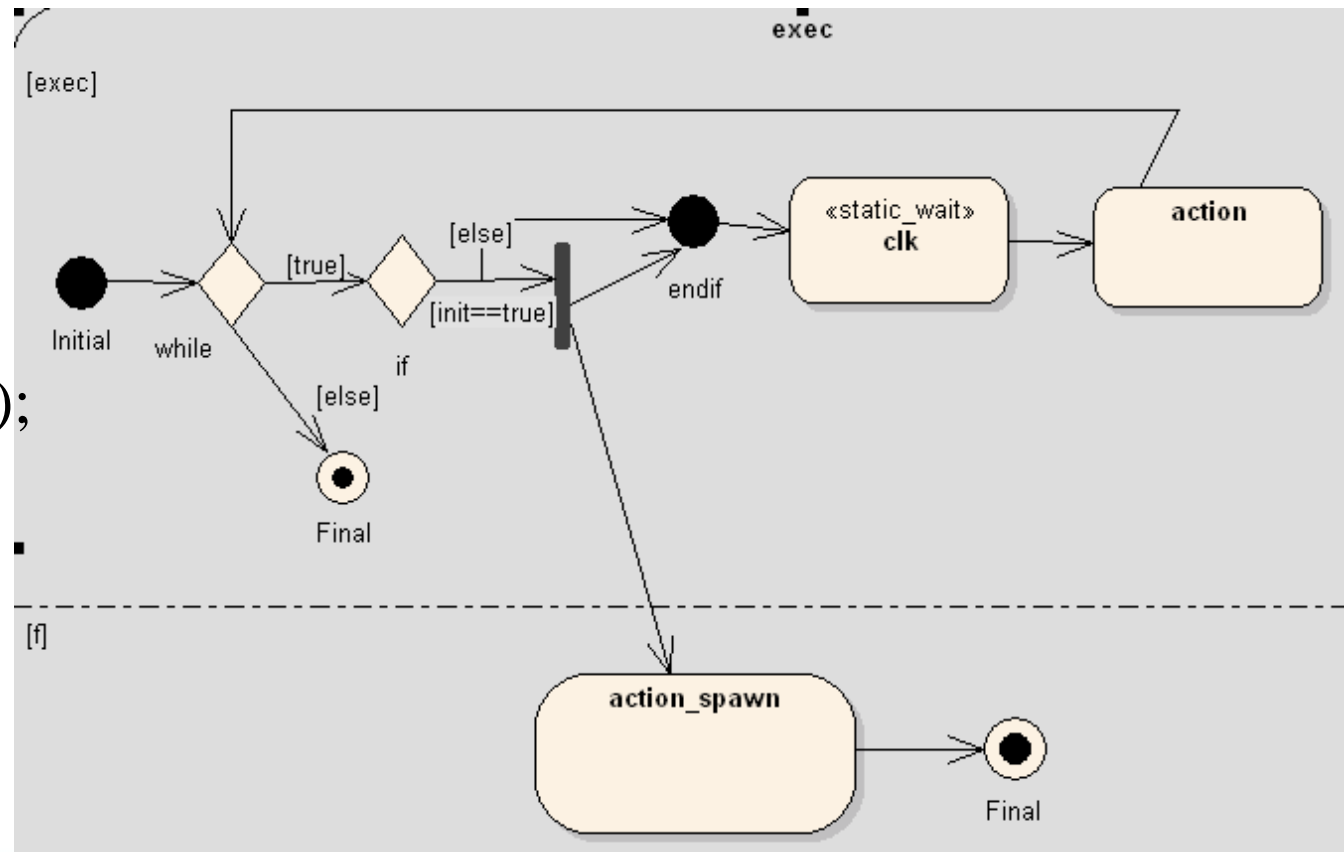 exec
[exec]
«static_wait»
clk
action
[else]
[true]
endif
[init==true]
Initial
while
if
[else]
);
Final
[f]
action_spawn
Final